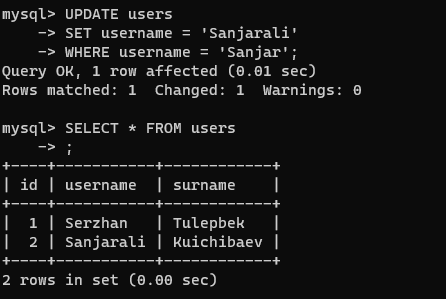 mysql> UPDATE users
    -> SET username = 'Sanjarali'
    -> WHERE username = 'Sanjar';
Query OK, 1 row affected (0.01 sec)
Rows matched: 1  Changed: 1  Warnings: 0

mysql> SELECT * FROM users
    -> ;
+----+-----------+------------+
| id | username  | surname    |
+----+-----------+------------+
|  1 | Serzhan   | Tulepbek   |
|  2 | Sanjarali | Kuichibaev |
+----+-----------+------------+
2 rows in set (0.00 sec)